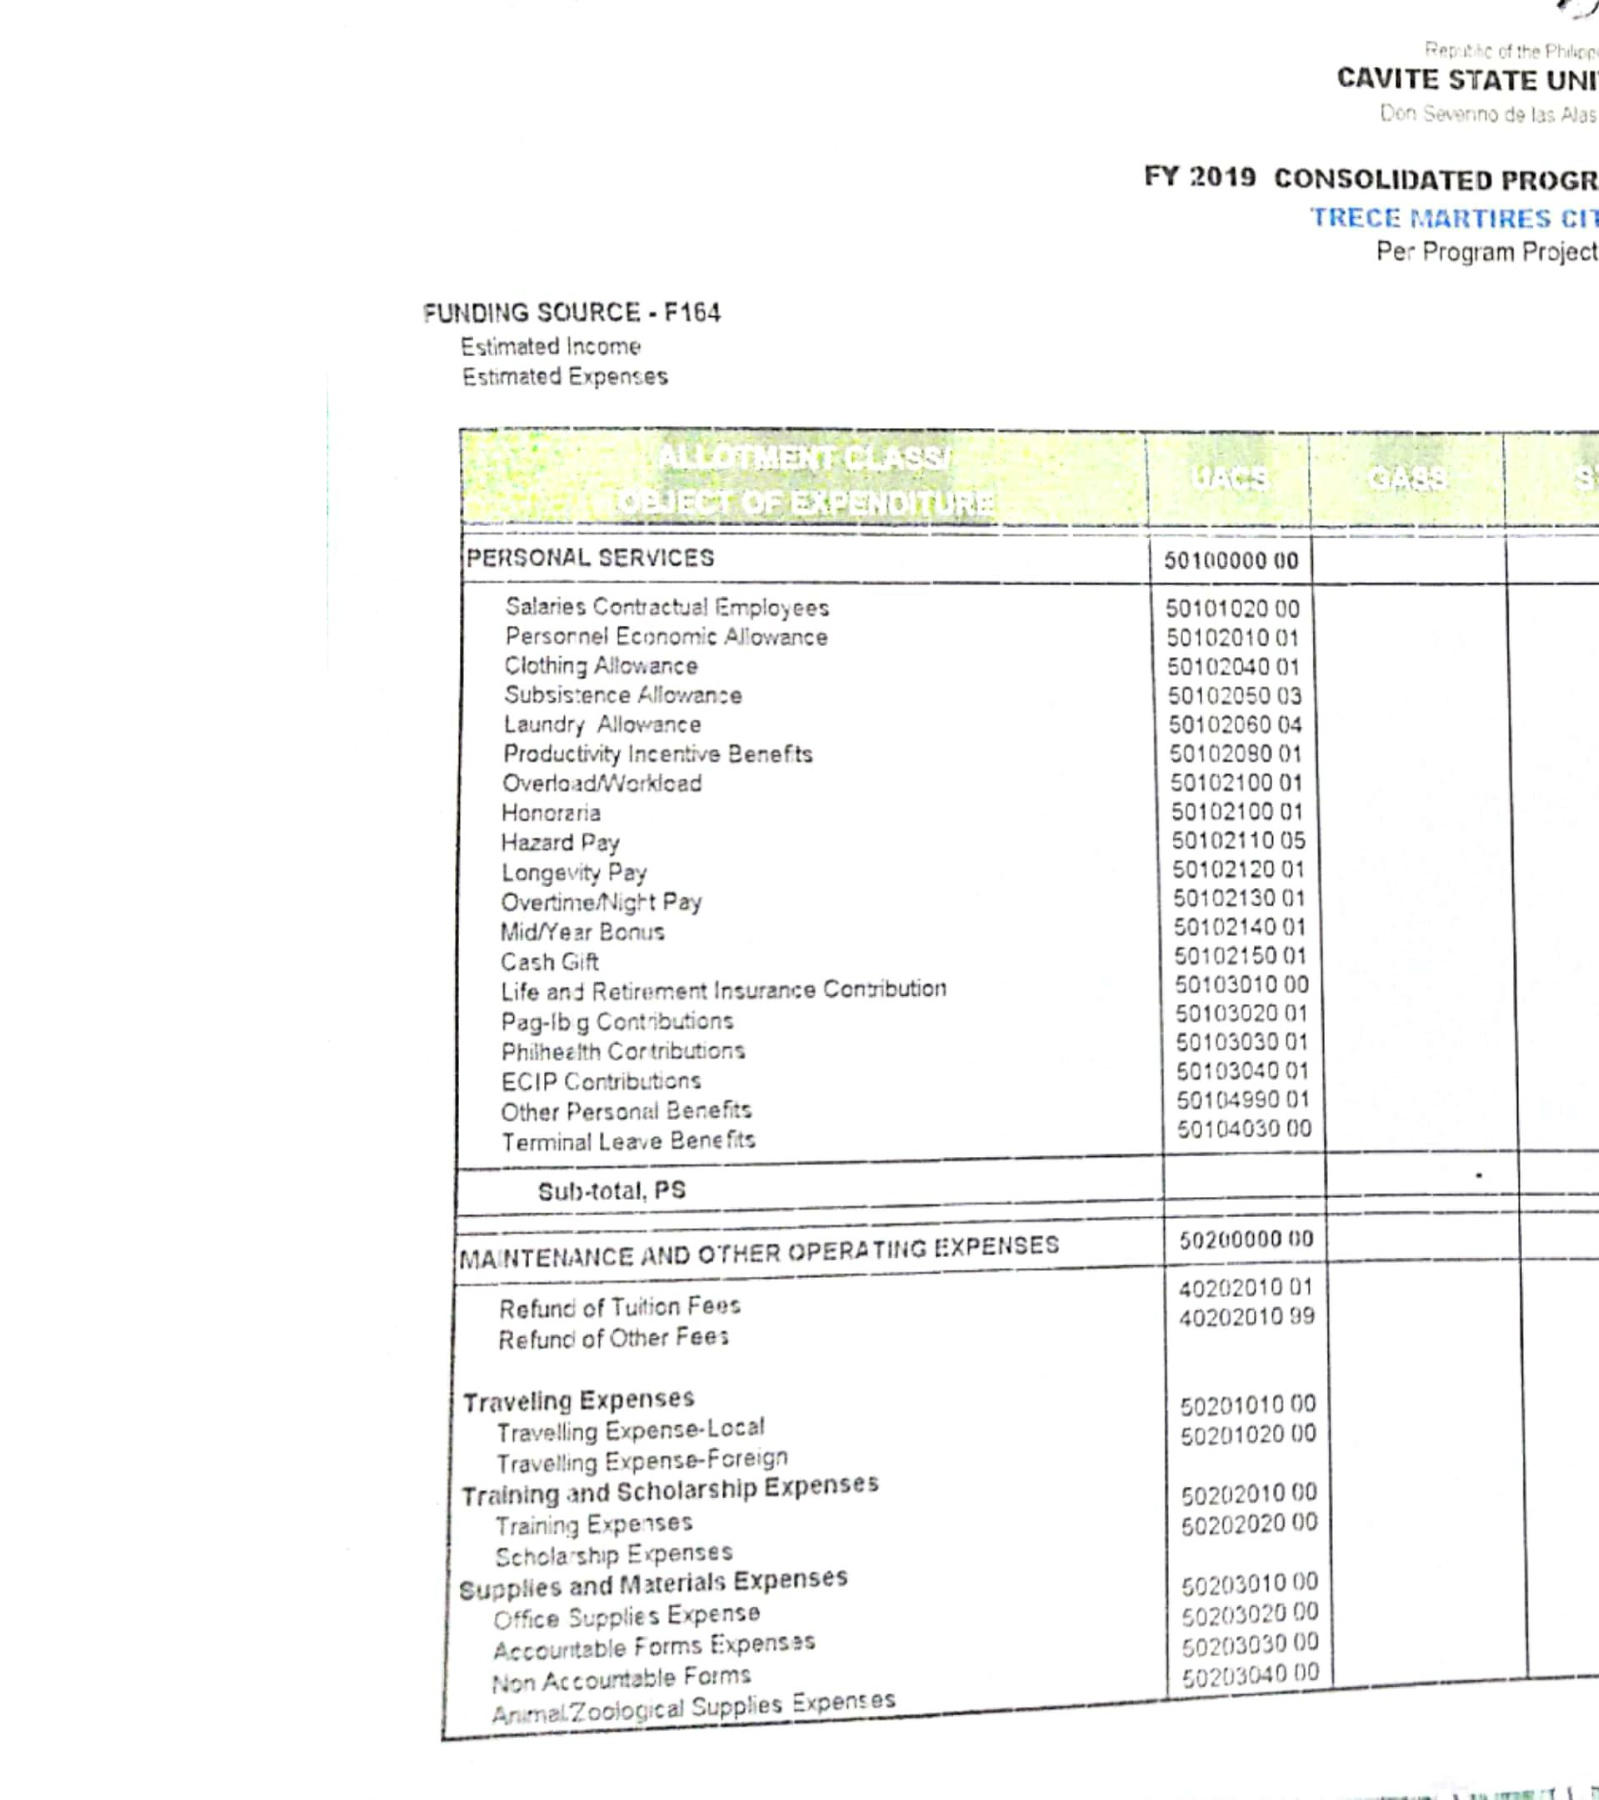 Republic of the Philipp
CAVITE STATE UNI
Don Severino de las Alas
FY 2019 CONSOLIDATED PROGR
TRECE MARTIRES CIT
Per Program Project
FUNDING SOURCE - F164
Estimated Income
Estimated Expenses
ALLOTMENT CLASS/ OBJECT OF EXPENDITURE UACS GASS S
PERSONAL SERVICES 50100000 00
Salaries Contractual Employees 50101020 00
Personnel Economic Allowance 50102010 01
Clothing Allowance 50102040 01
Subsistence Allowance 50102050 03
Laundry Allowance 50102060 04
Productivity Incentive Benefits 50102080 01
Overload/Workload 50102100 01
Honoraria 50102100 01
Hazard Pay 50102110 05
Longevity Pay 50102120 01
Overtime/Night Pay 50102130 01
Mid/Year Bonus 50102140 01
Cash Gift 50102150 01
Life and Retirement Insurance Contribution 50103010 00
Pag-Ibig Contributions 50103020 01
Philhealth Contributions 50103030 01
ECIP Contributions 50103040 01
Other Personal Benefits 50104990 01
Terminal Leave Benefits 50104030 00
Sub-total, PS -
MAINTENANCE AND OTHER OPERATING EXPENSES 50200000 00
Refund of Tuition Fees 40202010 01
Refund of Other Fees 40202010 99
Traveling Expenses
Travelling Expense-Local 50201010 00
Travelling Expense-Foreign 50201020 00
Training and Scholarship Expenses
Training Expenses 50202010 00
Scholarship Expenses 50202020 00
Supplies and Materials Expenses
Office Supplies Expense 50203010 00
Accountable Forms Expenses 50203020 00
Non Accountable Forms 50203030 00
Animal/Zoological Supplies Expenses 50203040 00